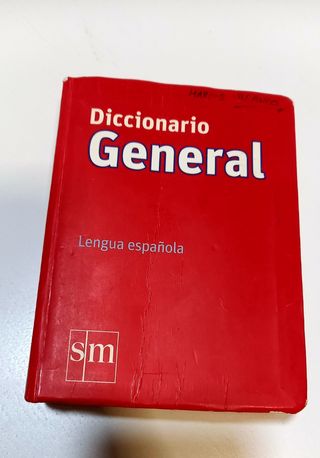 Diccionario
General
Lengua española
sm